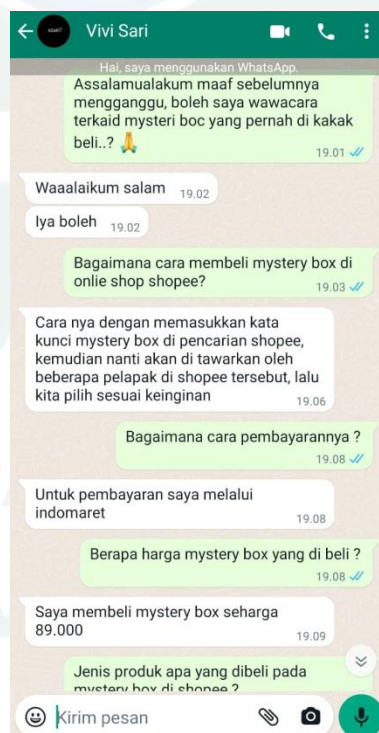 Vivi Sari
Hai, saya menggunakan WhatsApp.
Assalamualakum maaf sebelumnya
mengganggu, boleh saya wawacara
terkaid mysteri boc yang pernah di kakak
beli..? 🙏
19.01
Waaalaikum salam 19.02
Iya boleh 19.02
Bagaimana cara membeli mystery box di
onlie shop shopee?
19.03
Cara nya dengan memasukkan kata
kunci mystery box di pencarian shopee,
kemudian nanti akan di tawarkan oleh
beberapa pelapak di shopee tersebut, lalu
kita pilih sesuai keinginan
19.06
Bagaimana cara pembayarannya ?
19.08
Untuk pembayaran saya melalui
indomaret
19.08
Berapa harga mystery box yang di beli ?
19.08
Saya membeli mystery box seharga
89.000
19.09
Jenis produk apa yang dibeli pada
mystery box di shopee ?
Kirim pesan